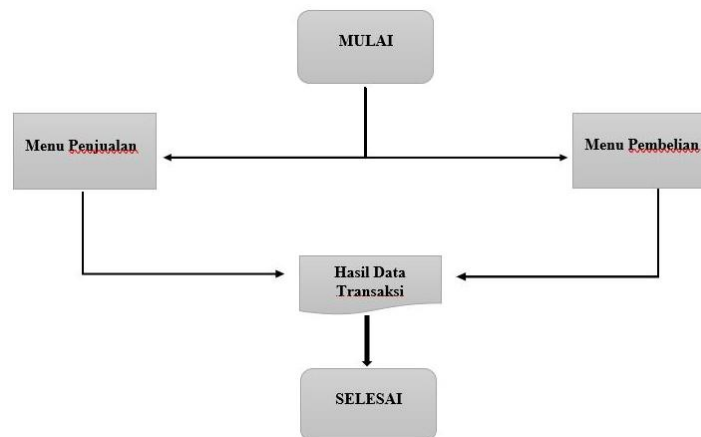 MULAI
Menu Penjualan
Menu Pembelian
Hasil Data
Transaksi
SELESAI